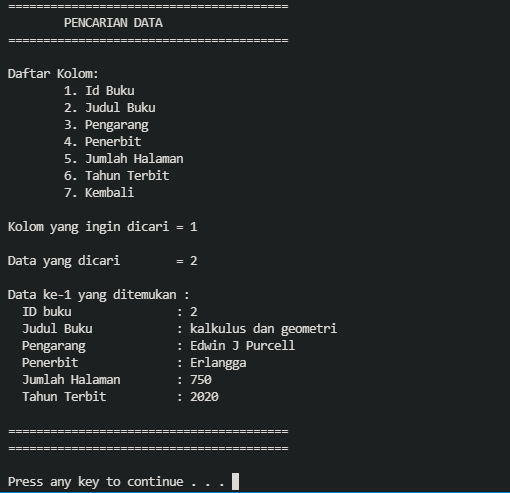 ========================================
PENCARIAN DATA
========================================
Daftar Kolom:
1. Id Buku
2. Judul Buku
3. Pengarang
4. Penerbit
5. Jumlah Halaman
6. Tahun Terbit
7. Kembali
Kolom yang ingin dicari = 1
Data yang dicari = 2
Data ke-1 yang ditemukan :
ID buku : 2
Judul Buku : kalkulus dan geometri
Pengarang : Edwin J Purcell
Penerbit : Erlangga
Jumlah Halaman : 750
Tahun Terbit : 2020
========================================
========================================
Press any key to continue . . .